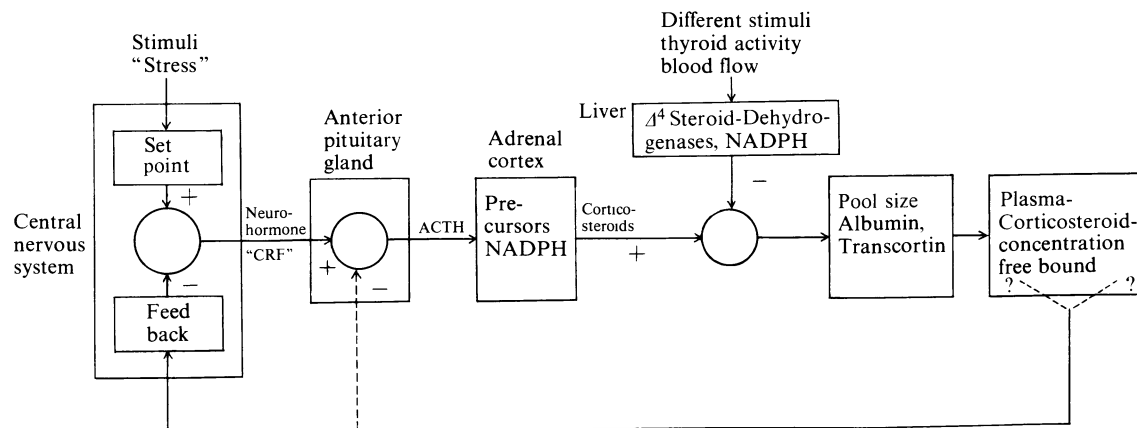 Stimuli
“Stress”
Set
point
+
Central
nervous
system
−
Feed
back
Neuro-
hormone
“CRF”
Anterior
pituitary
gland
+
−
ACTH
Adrenal
cortex
Pre-
cursors
NADPH
Cortico-
steroids
+
Different stimuli
thyroid activity
blood flow
Liver
Δ⁴ Steroid-Dehydro-
genases, NADPH
−
Pool size
Albumin,
Transcortin
Plasma-
Corticosteroid-
concentration
free bound
? ?